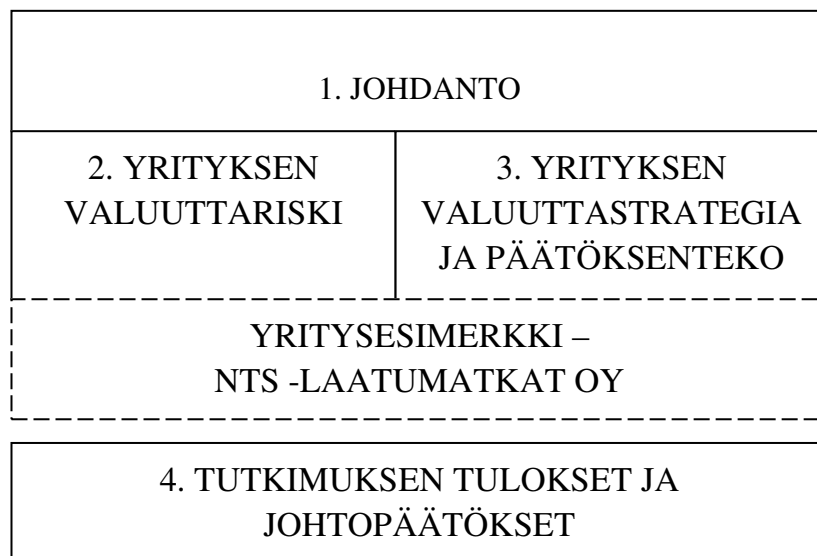 1. JOHDANTO
2. YRITYKSEN
VALUUTTARISKI
3. YRITYKSEN
VALUUTTASTRATEGIA
JA PÄÄTÖKSENTEKO
YRITYSESIMERKKI –
NTS -LAATUMATKAT OY
4. TUTKIMUKSEN TULOKSET JA
JOHTOPÄÄTÖKSET